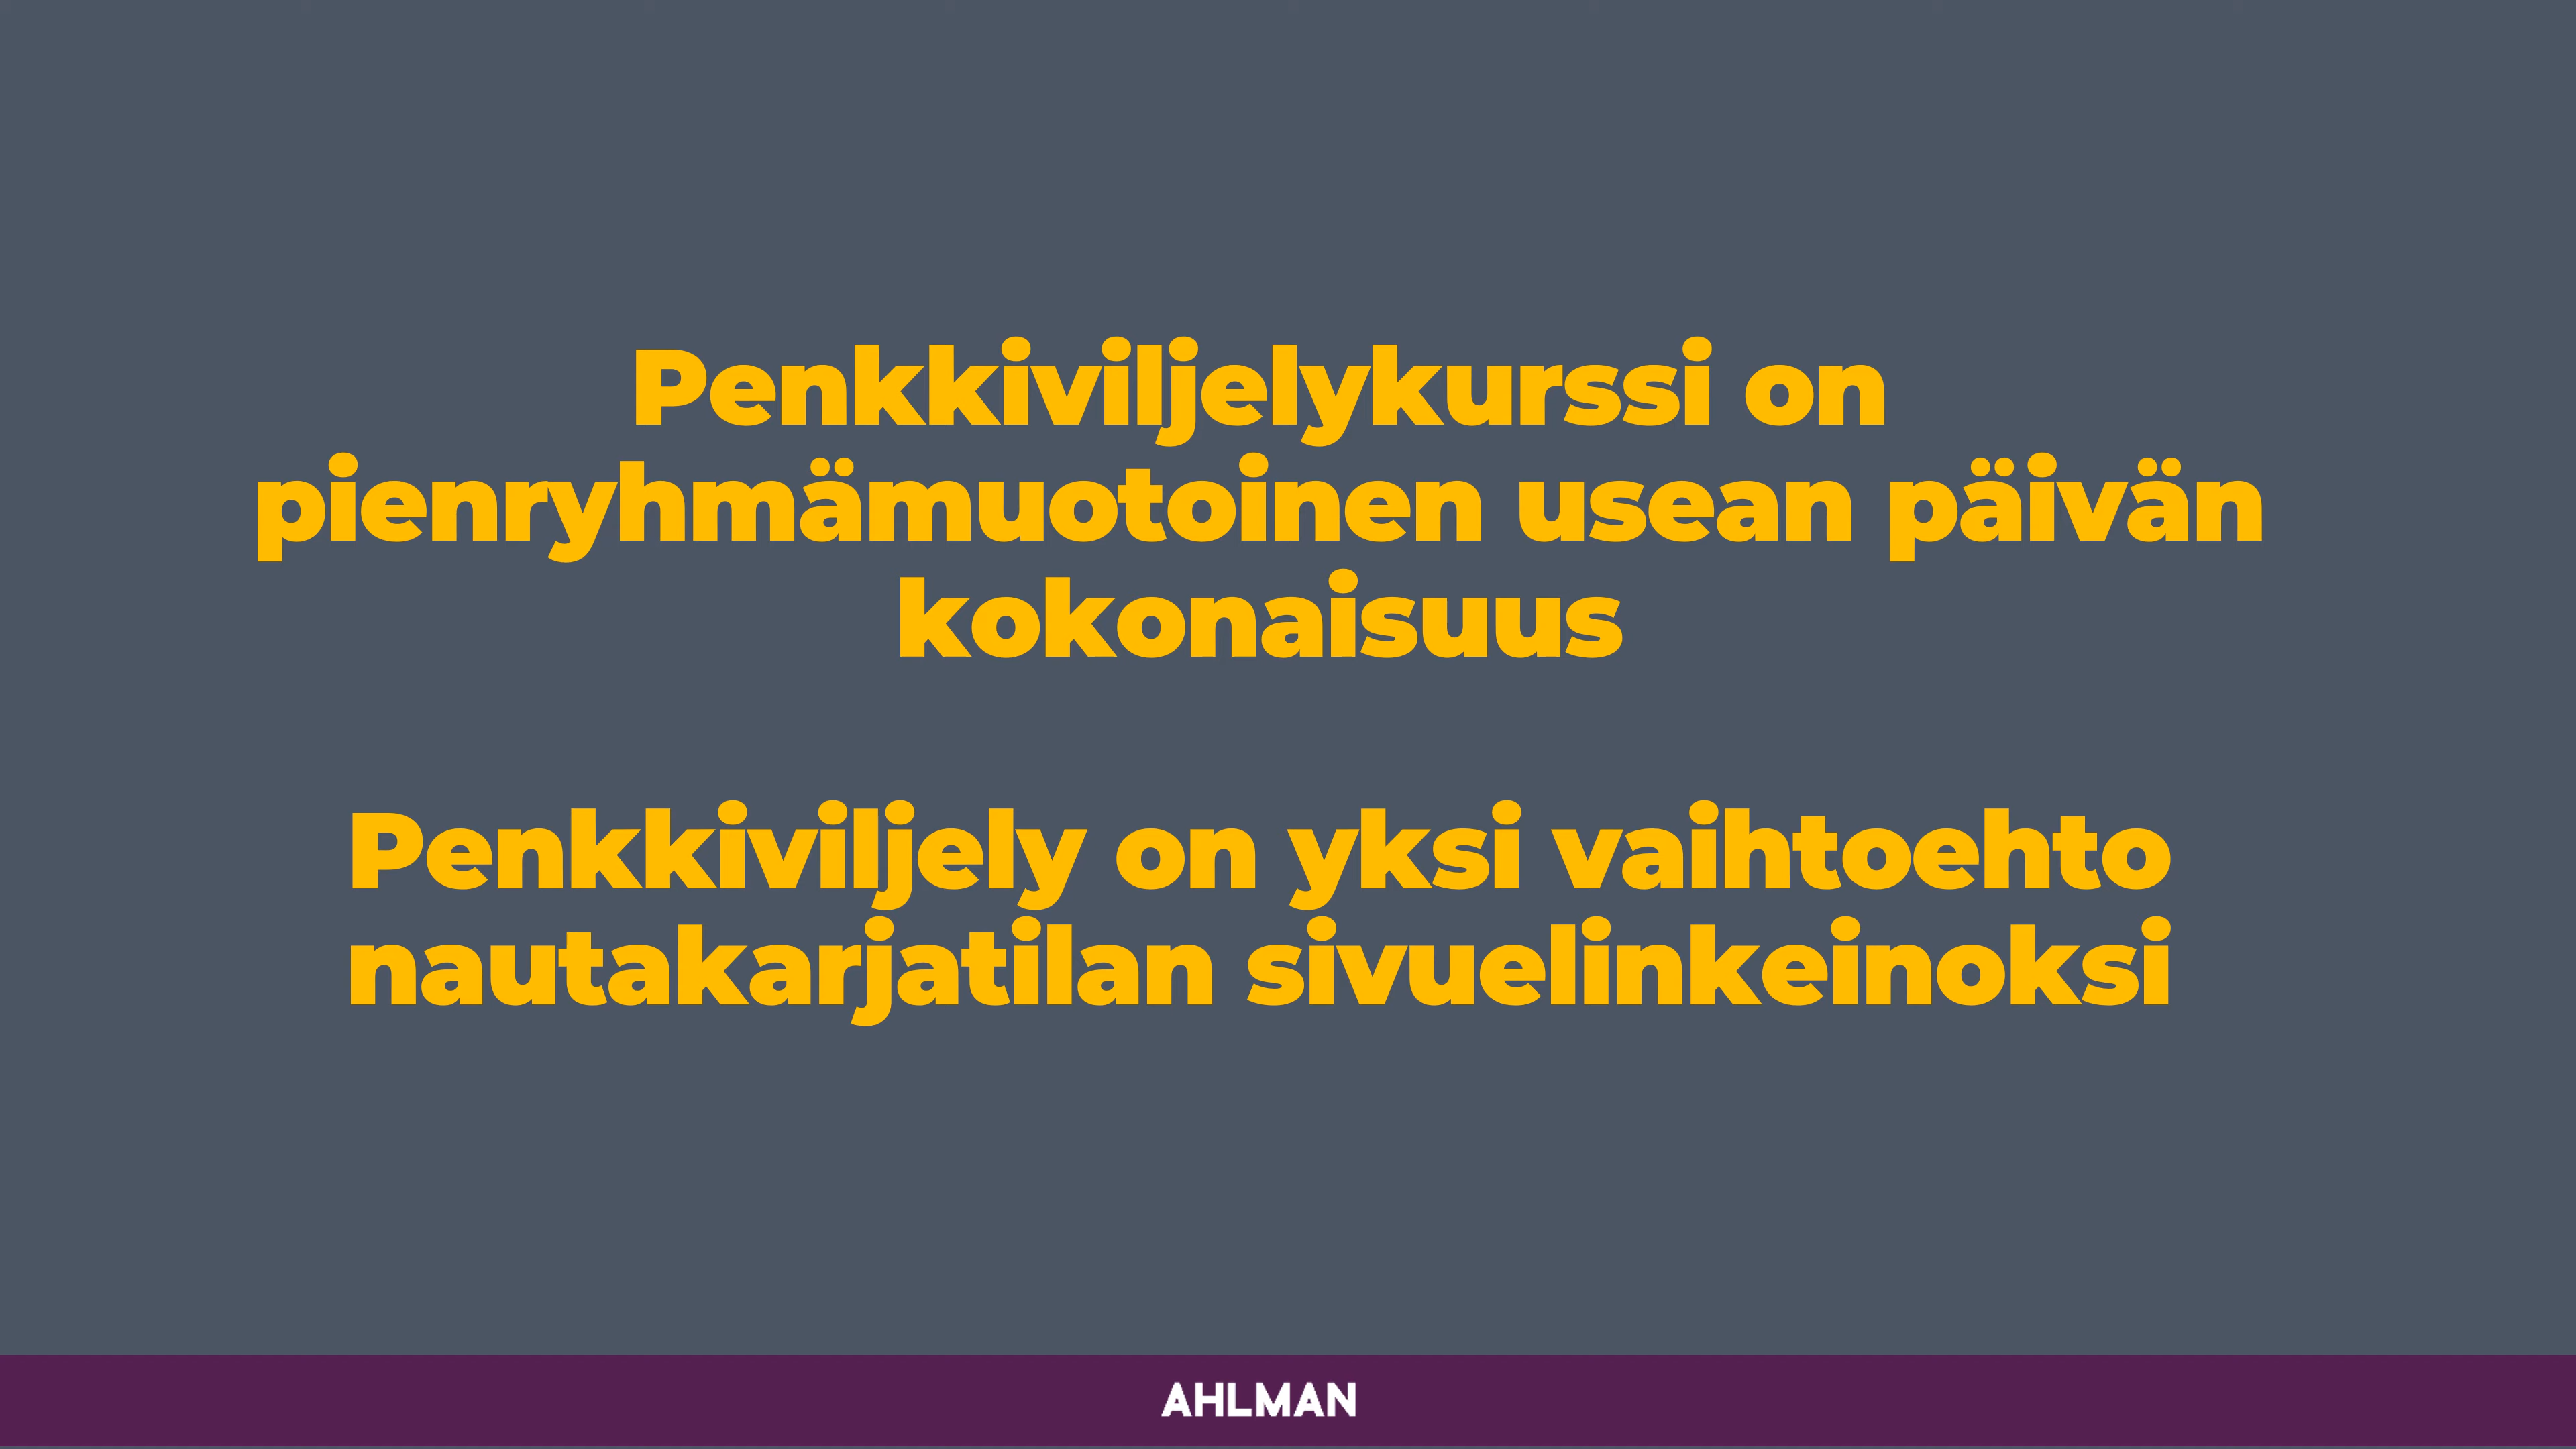 Penkkiviljelykurssi on
pienryhmämuotoinen usean päivän
kokonaisuus
Penkkiviljely on yksi vaihtoehto
nautakarjatilan sivuelinkeinoksi
AHLMAN